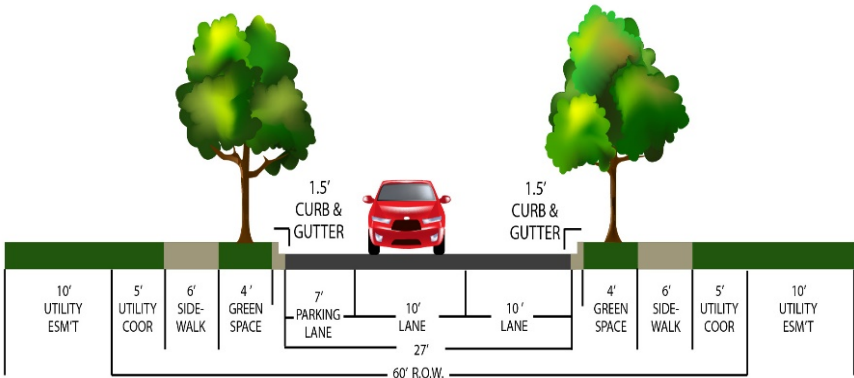 1.5’
CURB &
GUTTER
1.5’
CURB &
GUTTER
10’
UTILITY
ESM’T
5’
UTILITY
COOR
6’
SIDE-
WALK
4 ’
GREEN
SPACE
7’
PARKING
LANE
10’
LANE
10 ’
LANE
4’
GREEN
SPACE
6’
SIDE-
WALK
5’
UTILITY
COOR
10’
UTILITY
ESM’T
27’
60’ R.O.W.